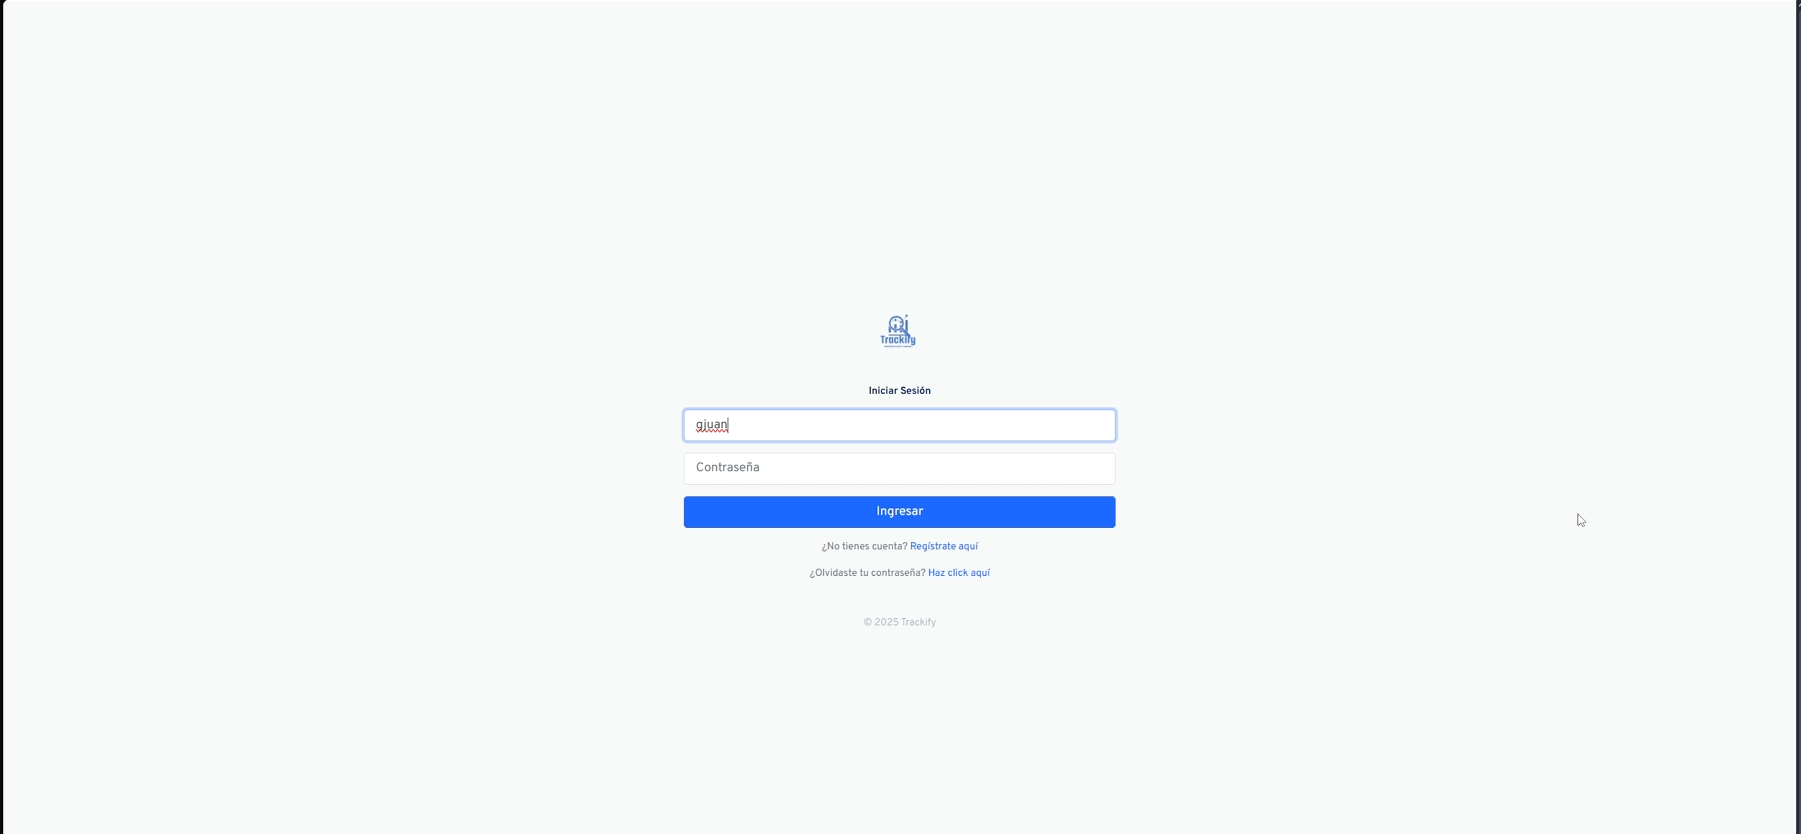 Trackify
Iniciar Sesión
gjuan
Contraseña
Ingresar
¿No tienes cuenta? Regístrate aquí
¿Olvidaste tu contraseña? Haz click aquí
© 2025 Trackify